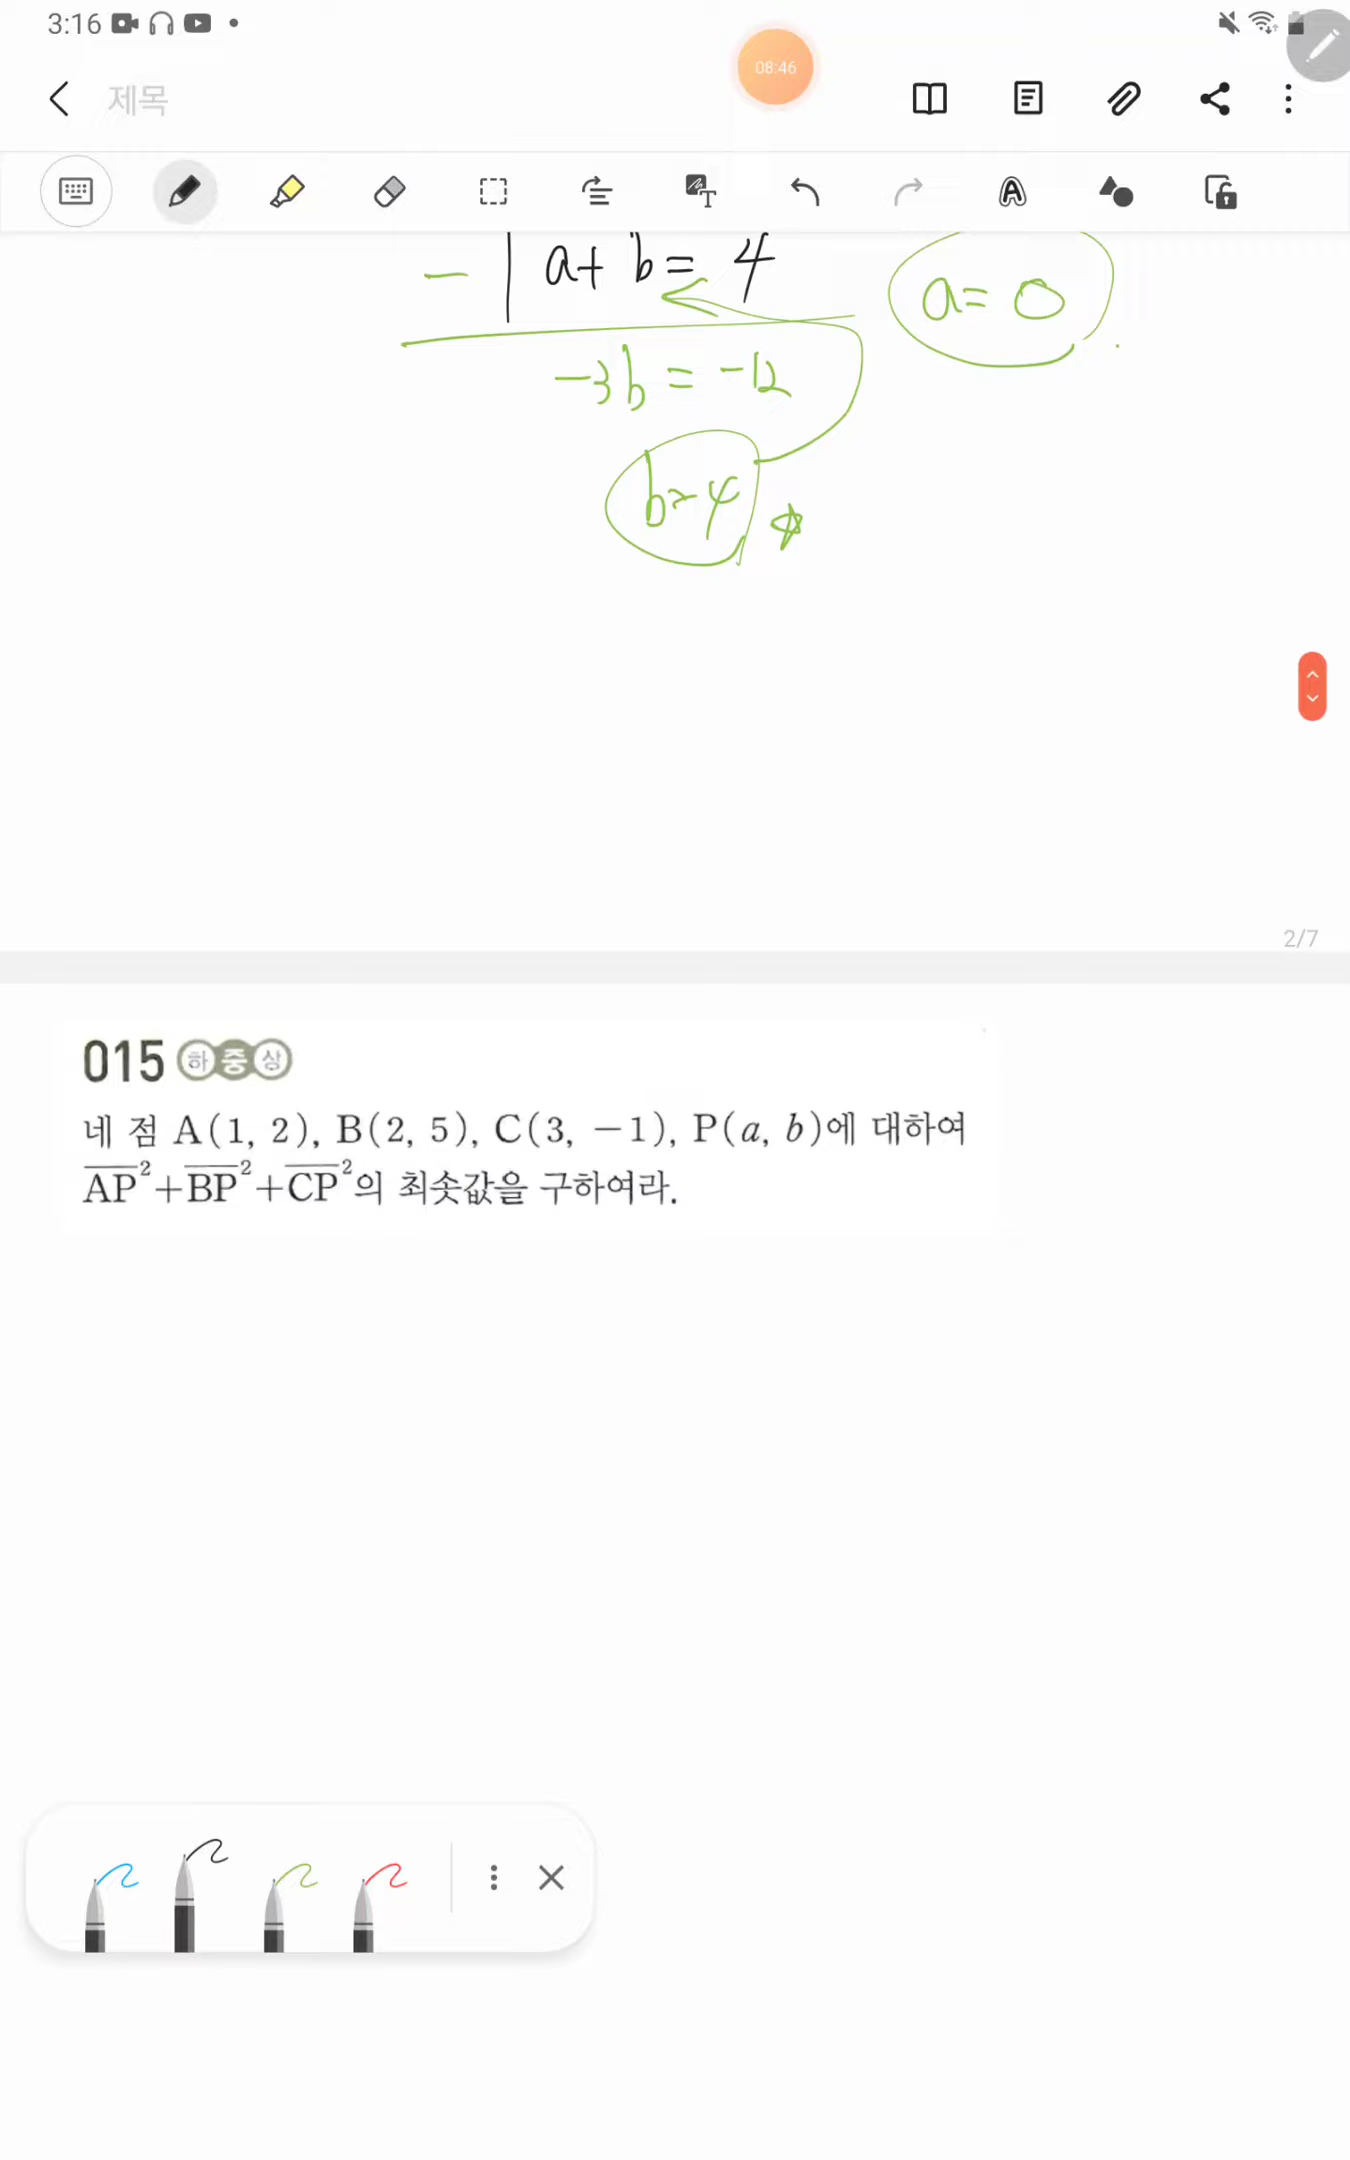 3:16
08:46
제목
- a + b = 4
a = 0
-3b = -12
b = 4
2/7
015 하 중 상
네 점 A(1, 2), B(2, 5), C(3, −1), P(a, b)에 대하여
AP²+BP²+CP²의 최솟값을 구하여라.